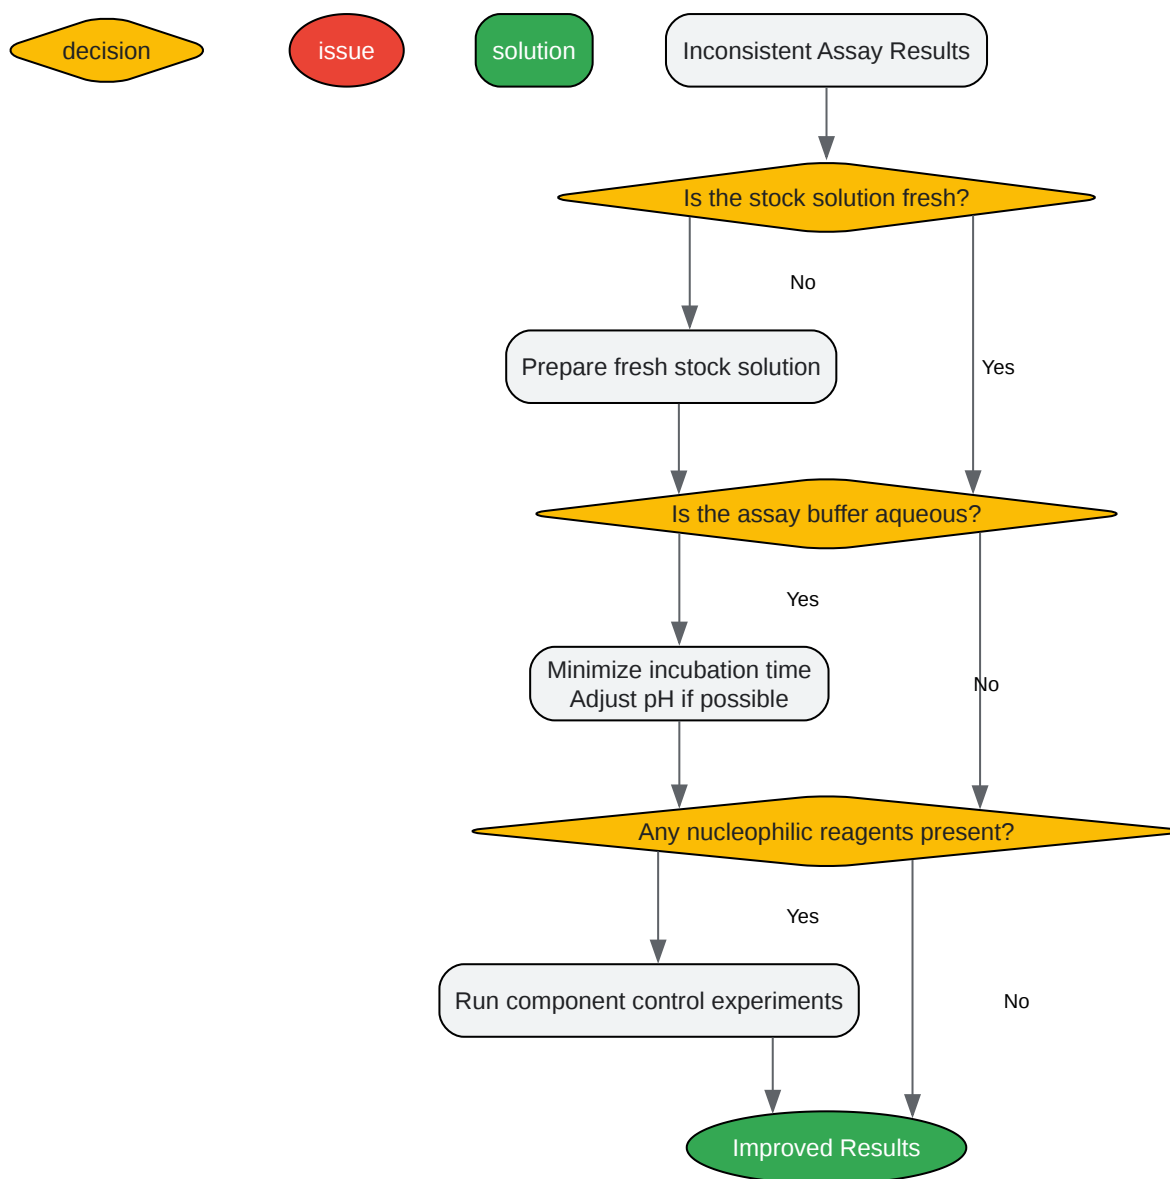 decision
issue
solution
Inconsistent Assay Results
Is the stock solution fresh?
No
Prepare fresh stock solution
Yes
Is the assay buffer aqueous?
Yes
Minimize incubation time
Adjust pH if possible
No
Any nucleophilic reagents present?
Yes
Run component control experiments
No
Improved Results